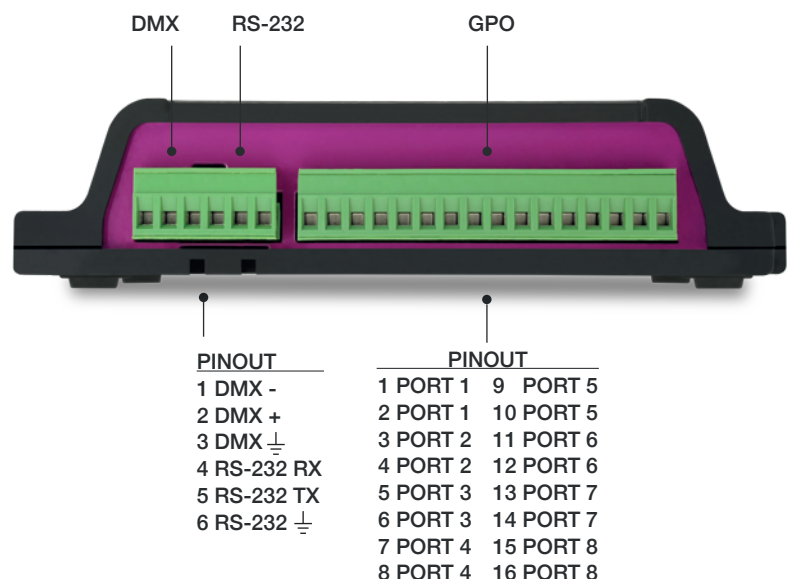 DMX RS-232 GPO
PINOUT
1 DMX -
2 DMX +
3 DMX ⏚
4 RS-232 RX
5 RS-232 TX
6 RS-232 ⏚
PINOUT
1 PORT 1 9 PORT 5
2 PORT 1 10 PORT 5
3 PORT 2 11 PORT 6
4 PORT 2 12 PORT 6
5 PORT 3 13 PORT 7
6 PORT 3 14 PORT 7
7 PORT 4 15 PORT 8
8 PORT 4 16 PORT 8